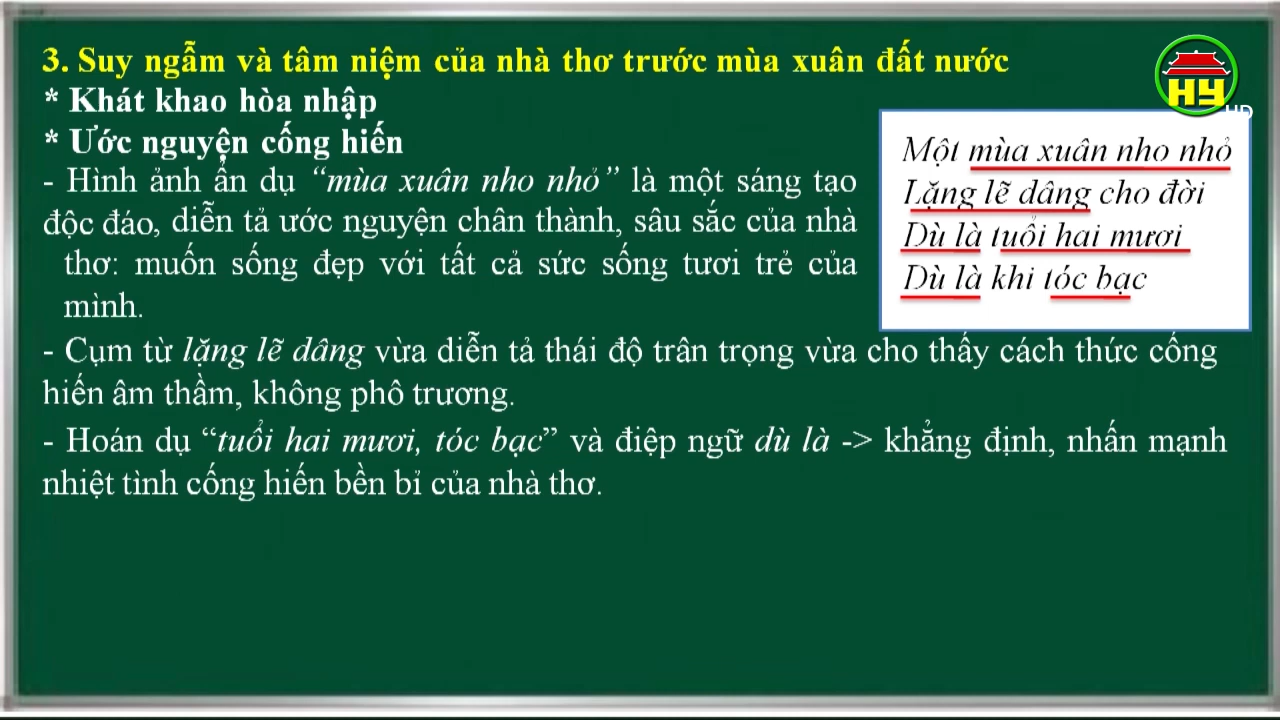 3. Suy ngẫm và tâm niệm của nhà thơ trước mùa xuân đất nước
* Khát khao hòa nhập
* Ước nguyện cống hiến
- Hình ảnh ẩn dụ “mùa xuân nho nhỏ” là một sáng tạo
độc đáo, diễn tả ước nguyện chân thành, sâu sắc của nhà
thơ: muốn sống đẹp với tất cả sức sống tươi trẻ của
mình.
- Cụm từ lặng lẽ dâng vừa diễn tả thái độ trân trọng vừa cho thấy cách thức cống
hiến âm thầm, không phô trương.
- Hoán dụ “tuổi hai mươi, tóc bạc” và điệp ngữ dù là -> khẳng định, nhấn mạnh
nhiệt tình cống hiến bền bỉ của nhà thơ.
Một mùa xuân nho nhỏ
Lặng lẽ dâng cho đời
Dù là tuổi hai mươi
Dù là khi tóc bạc
HY
HD